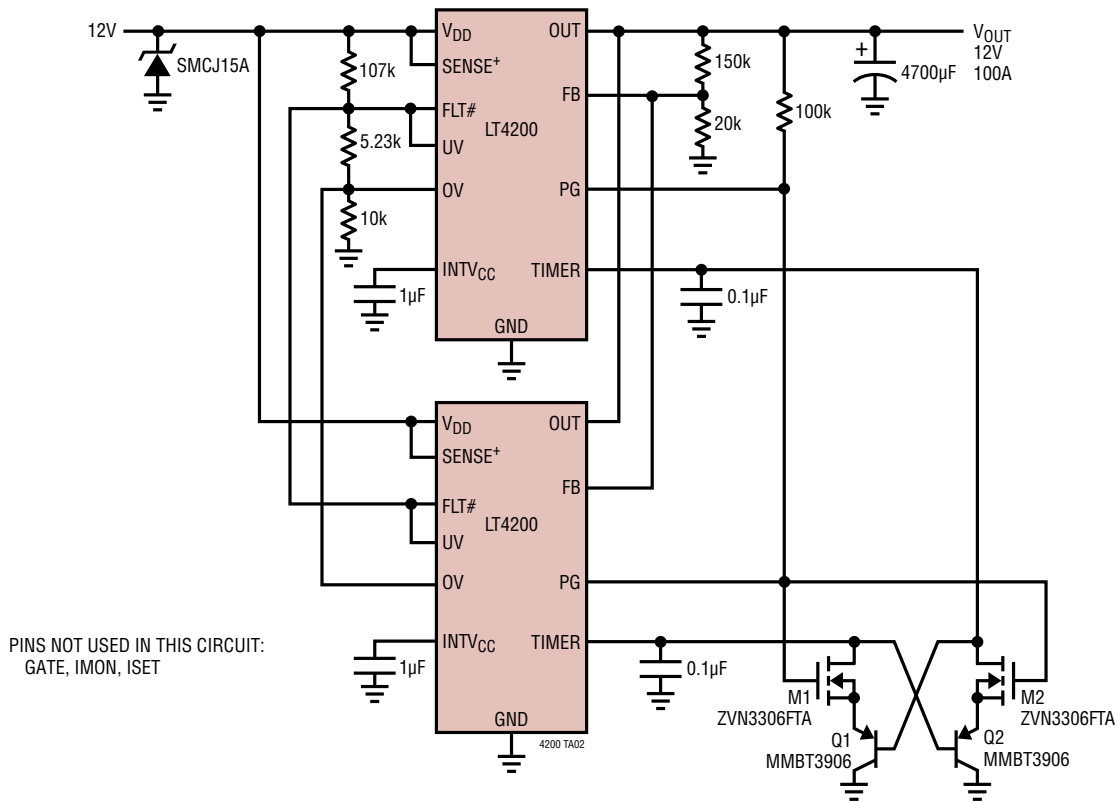 12V
SMCJ15A
107k
5.23k
10k
1µF
VDD
SENSE+
FLT#
UV
OV
INTVCC
GND
LT4200
OUT
FB
PG
TIMER
150k
20k
100k
0.1µF
+
4700µF
VOUT
12V
100A
VDD
SENSE+
FLT#
UV
OV
INTVCC
GND
LT4200
OUT
FB
PG
TIMER
1µF
0.1µF
4200 TA02
M1
ZVN3306FTA
M2
ZVN3306FTA
Q1
MMBT3906
Q2
MMBT3906
PINS NOT USED IN THIS CIRCUIT:
GATE, IMON, ISET